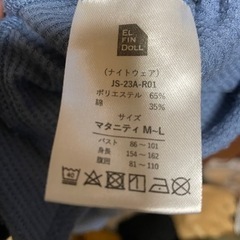 EL
FIN
DOLL
(ナイトウェア)
JS-23A-R01
ポリエステル 65%
綿 35%
サイズ
マタニティ M~L
バスト 86 ~ 101
身長 154 ~ 162
腹囲 81 ~ 110